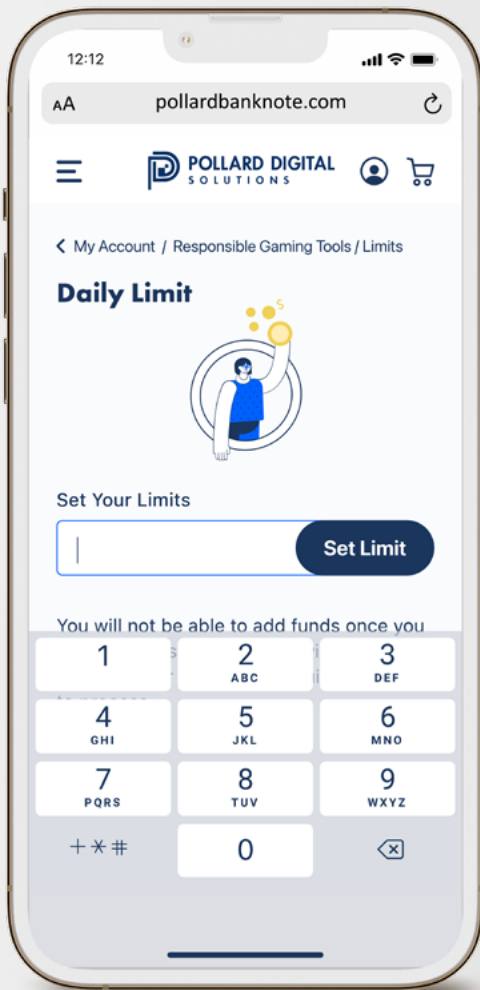 12:12
AA pollardbanknote.com
POLLARD DIGITAL
SOLUTIONS
My Account / Responsible Gaming Tools / Limits
Daily Limit
$
Set Your Limits
Set Limit
You will not be able to add funds once you
1 2 3
ABC DEF
4 5 6
GHI JKL MNO
7 8 9
PQRS TUV WXYZ
+*# 0